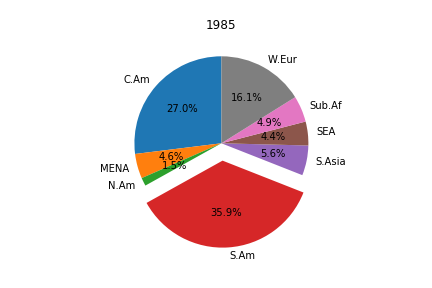 1985
W.Eur
C.Am
16.1%
27.0%
Sub.Af
4.9%
SEA
4.4%
4.6%
5.6%
S.Asia
1.5%
MENA
N.Am
35.9%
S.Am